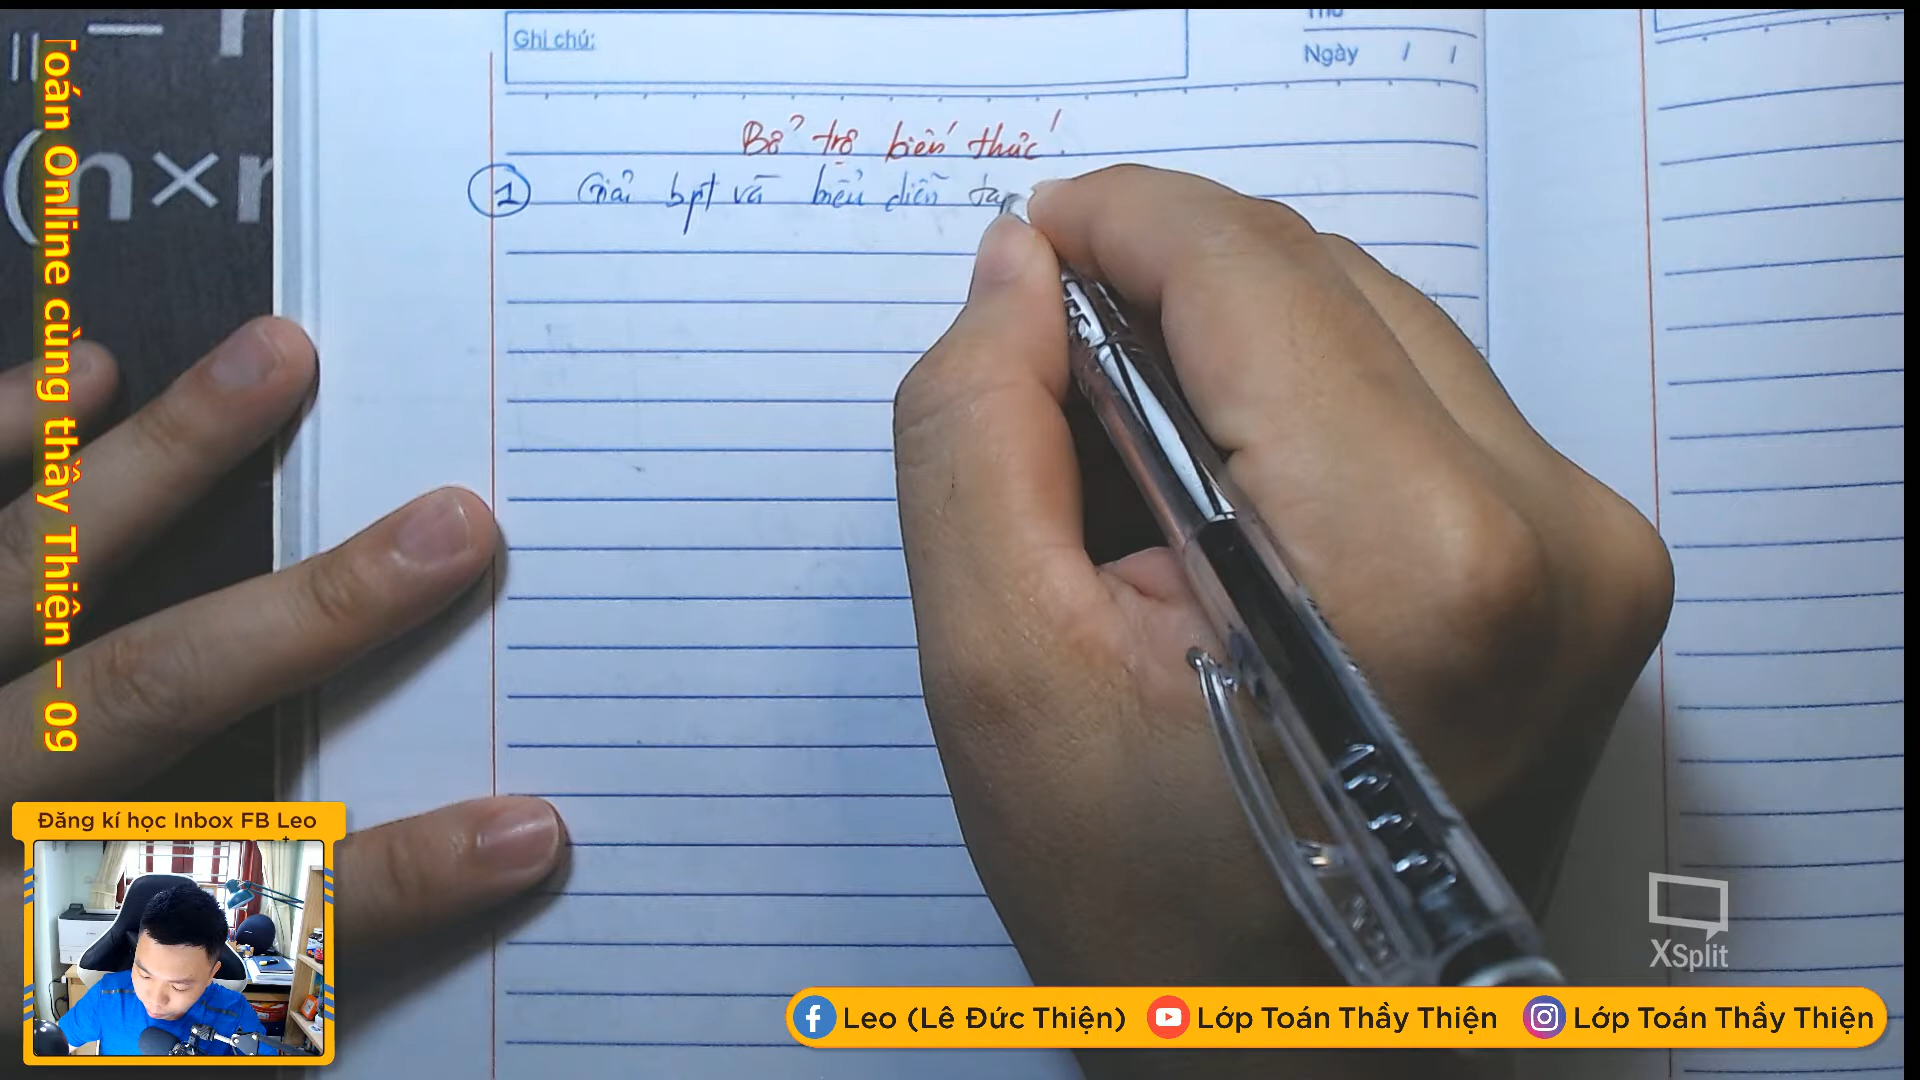 Ghi chú:
Thứ
Ngày / /
Bổ trợ kiến thức!
1 Giải bpt và biểu diễn
Toán Online cùng thầy Thiện – 09
(n×n
Đăng kí học Inbox FB Leo
XSplit
Leo (Lê Đức Thiện) Lớp Toán Thầy Thiện Lớp Toán Thầy Thiện